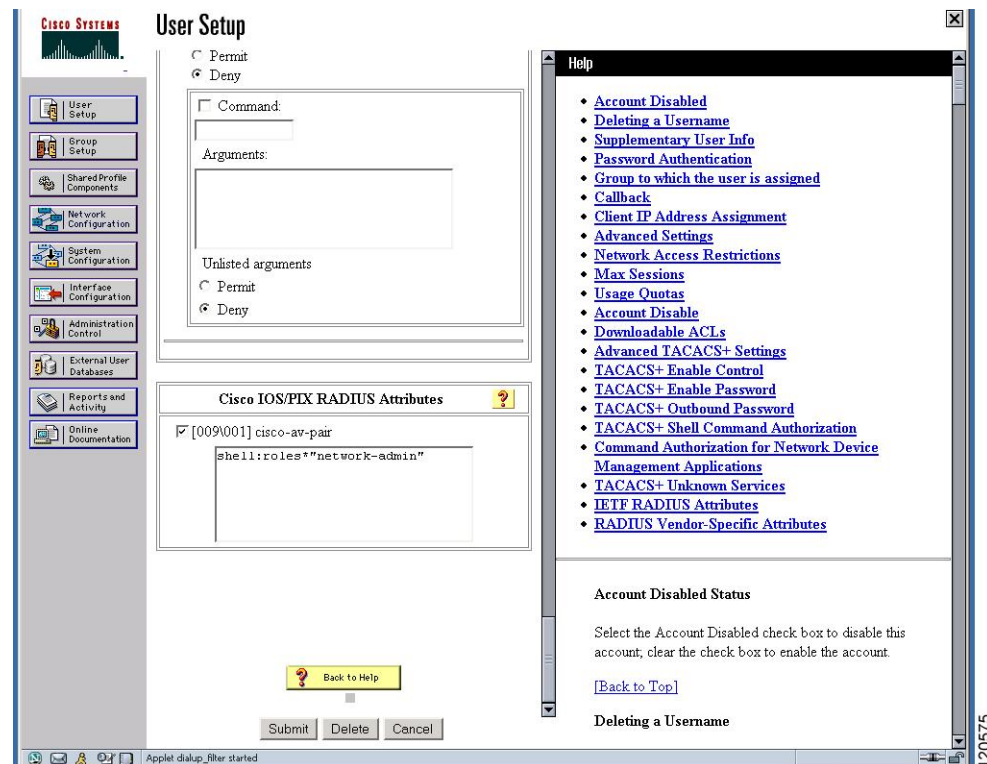 CISCO SYSTEMS
User Setup
User
Setup
Group
Setup
Shared Profile
Components
Network
Configuration
System
Configuration
Interface
Configuration
Administration
Control
External User
Databases
Reports and
Activity
Online
Documentation
Permit
Deny
Command:
Arguments:
Unlisted arguments
Permit
Deny
Cisco IOS/PIX RADIUS Attributes
?
[009\001] cisco-av-pair
shell:roles*"network-admin"
? Back to Help
Submit Delete Cancel
Help
Account Disabled
Deleting a Username
Supplementary User Info
Password Authentication
Group to which the user is assigned
Callback
Client IP Address Assignment
Advanced Settings
Network Access Restrictions
Max Sessions
Usage Quotas
Account Disable
Downloadable ACLs
Advanced TACACS+ Settings
TACACS+ Enable Control
TACACS+ Enable Password
TACACS+ Outbound Password
TACACS+ Shell Command Authorization
Command Authorization for Network Device
Management Applications
TACACS+ Unknown Services
IETF RADIUS Attributes
RADIUS Vendor-Specific Attributes
Account Disabled Status
Select the Account Disabled check box to disable this
account; clear the check box to enable the account.
[Back to Top]
Deleting a Username
Applet dialup_filter started
120575